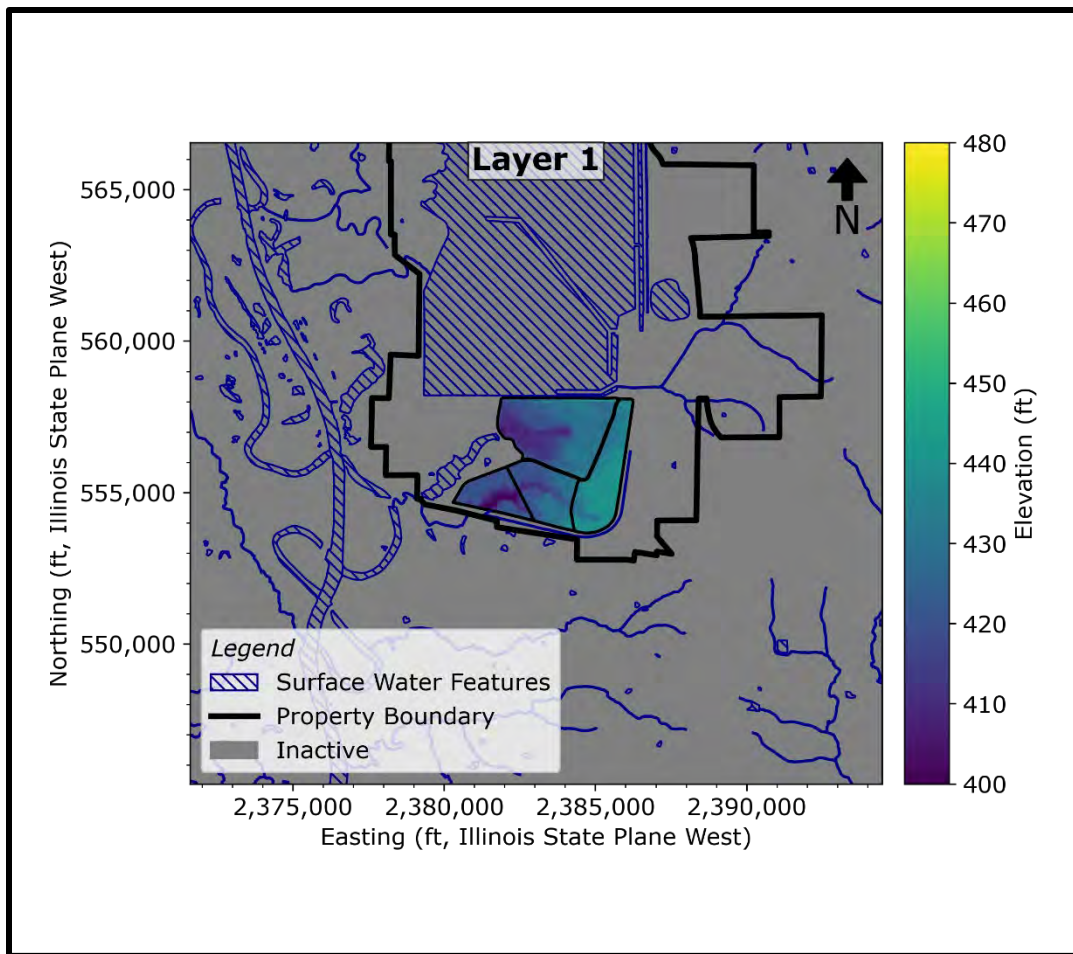 Layer 1
N
565,000
560,000
555,000
550,000
Northing (ft, Illinois State Plane West)
2,375,000
2,380,000
2,385,000
2,390,000
Easting (ft, Illinois State Plane West)
Legend
Surface Water Features
Property Boundary
Inactive
480
470
460
450
440
430
420
410
400
Elevation (ft)